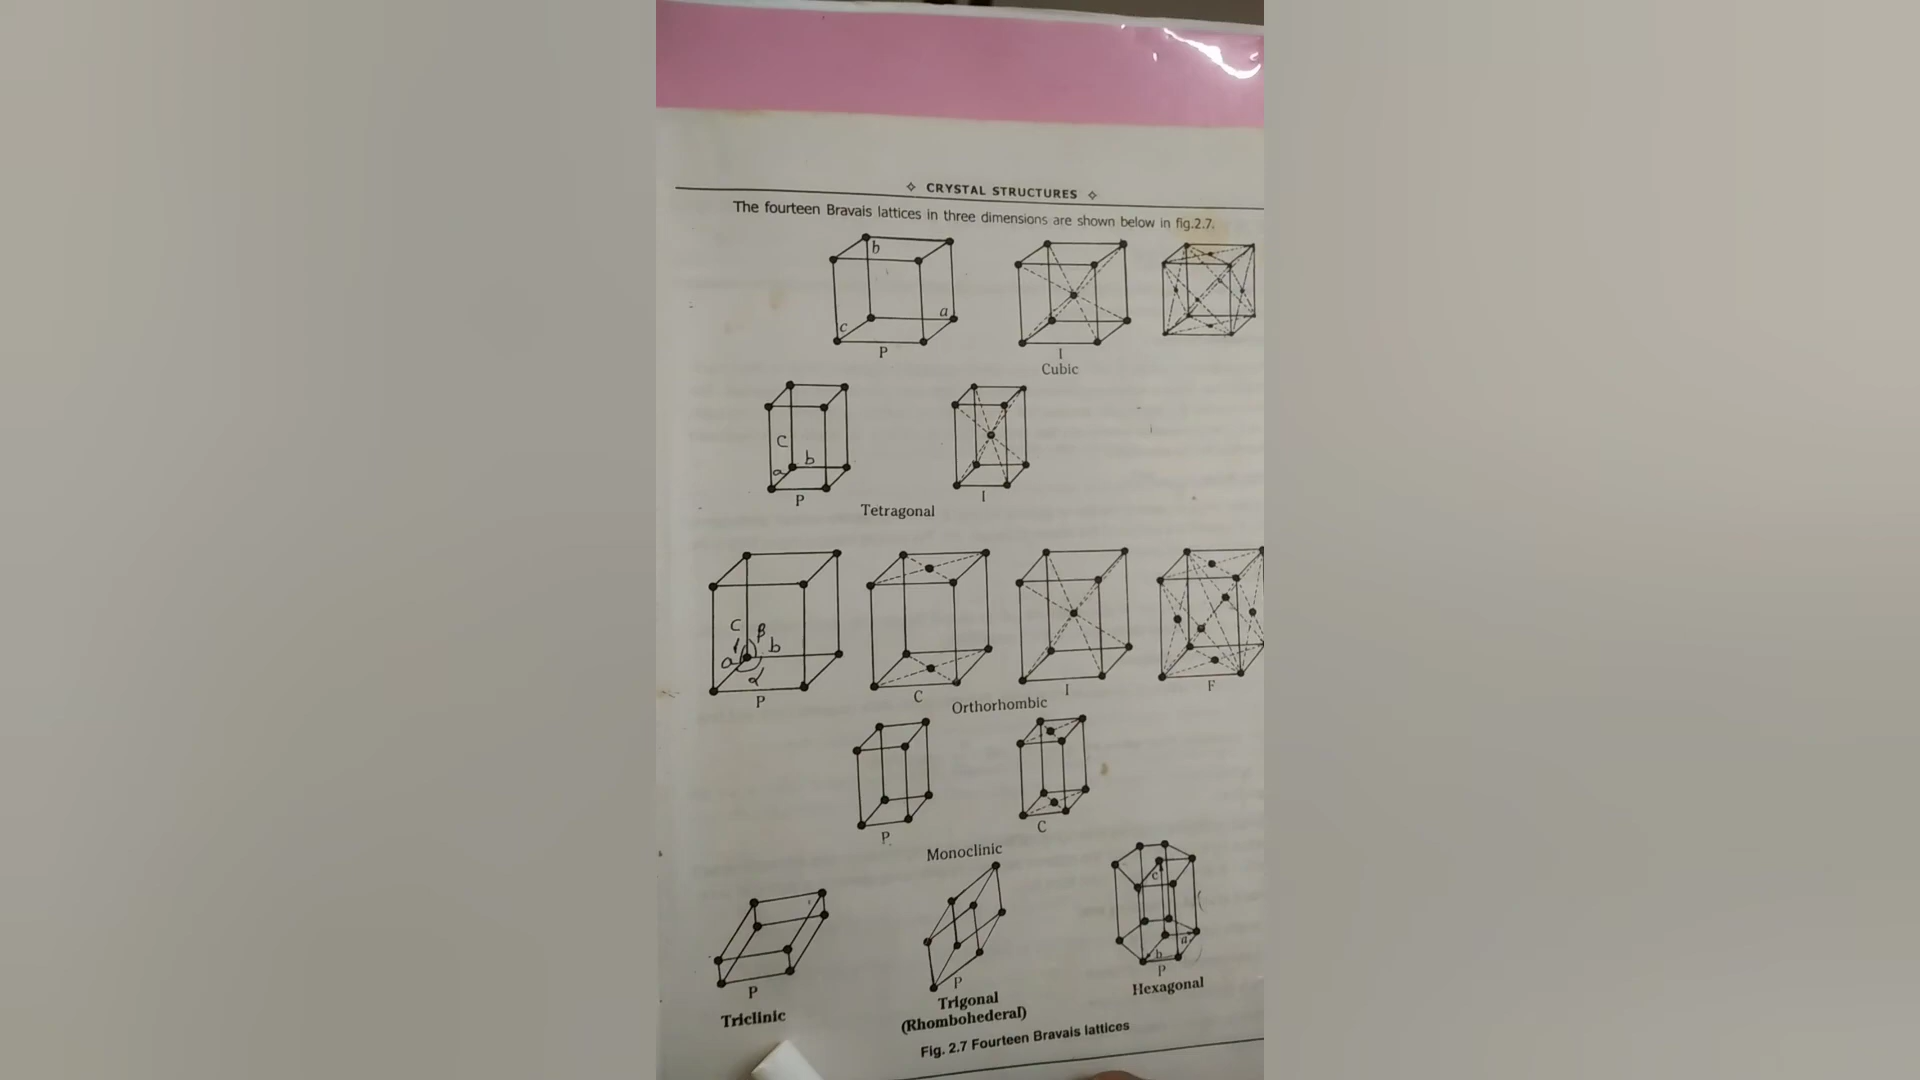 ✧ CRYSTAL STRUCTURES ✧
The fourteen Bravais lattices in three dimensions are shown below in fig.2.7.
b
c
a
P
I
Cubic
C
a
b
P
I
Tetragonal
C
β
a
b
α
P
C
I
F
Orthorhombic
P
C
Monoclinic
P
Triclinic
P
Trigonal
(Rhombohederal)
c
a
b
P
Hexagonal
Fig. 2.7 Fourteen Bravais lattices